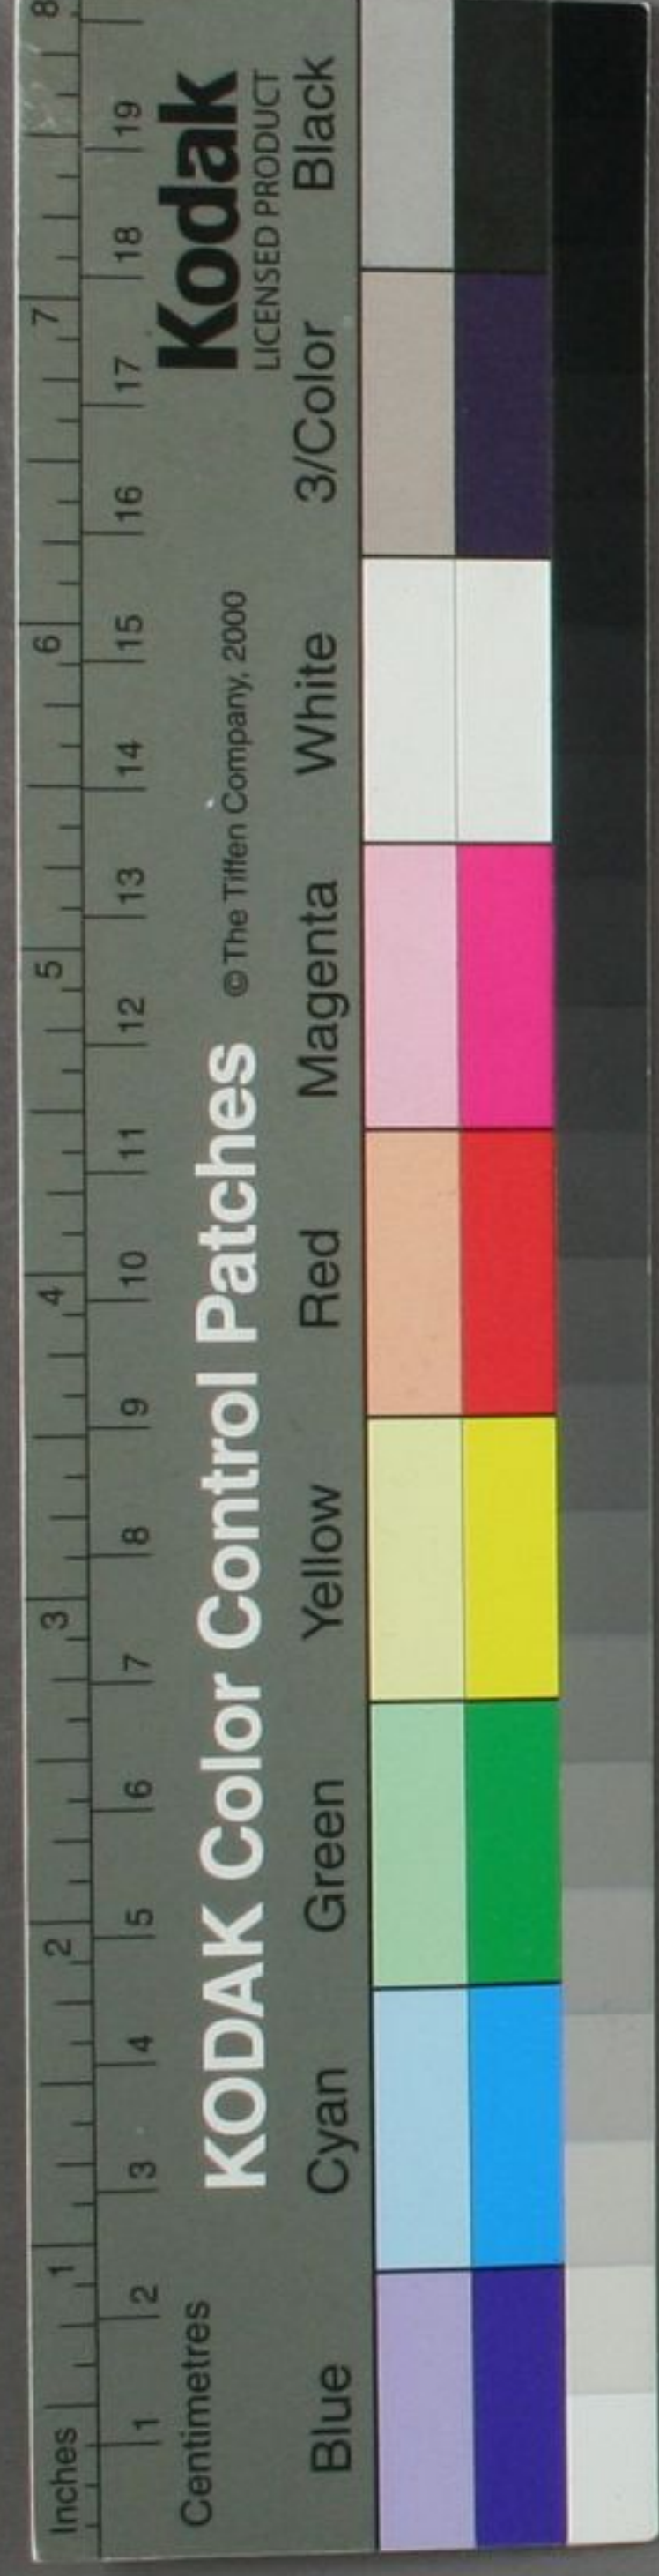 Inches 1 2 3 4 5 6 7 8
1 2 3 4 5 6 7 8 9 10 11 12 13 14 15 16 17 18 19
Centimetres
KODAK Color Control Patches © The Tiffen Company, 2000
Kodak
LICENSED PRODUCT
Blue Cyan Green Yellow Red Magenta White 3/Color Black